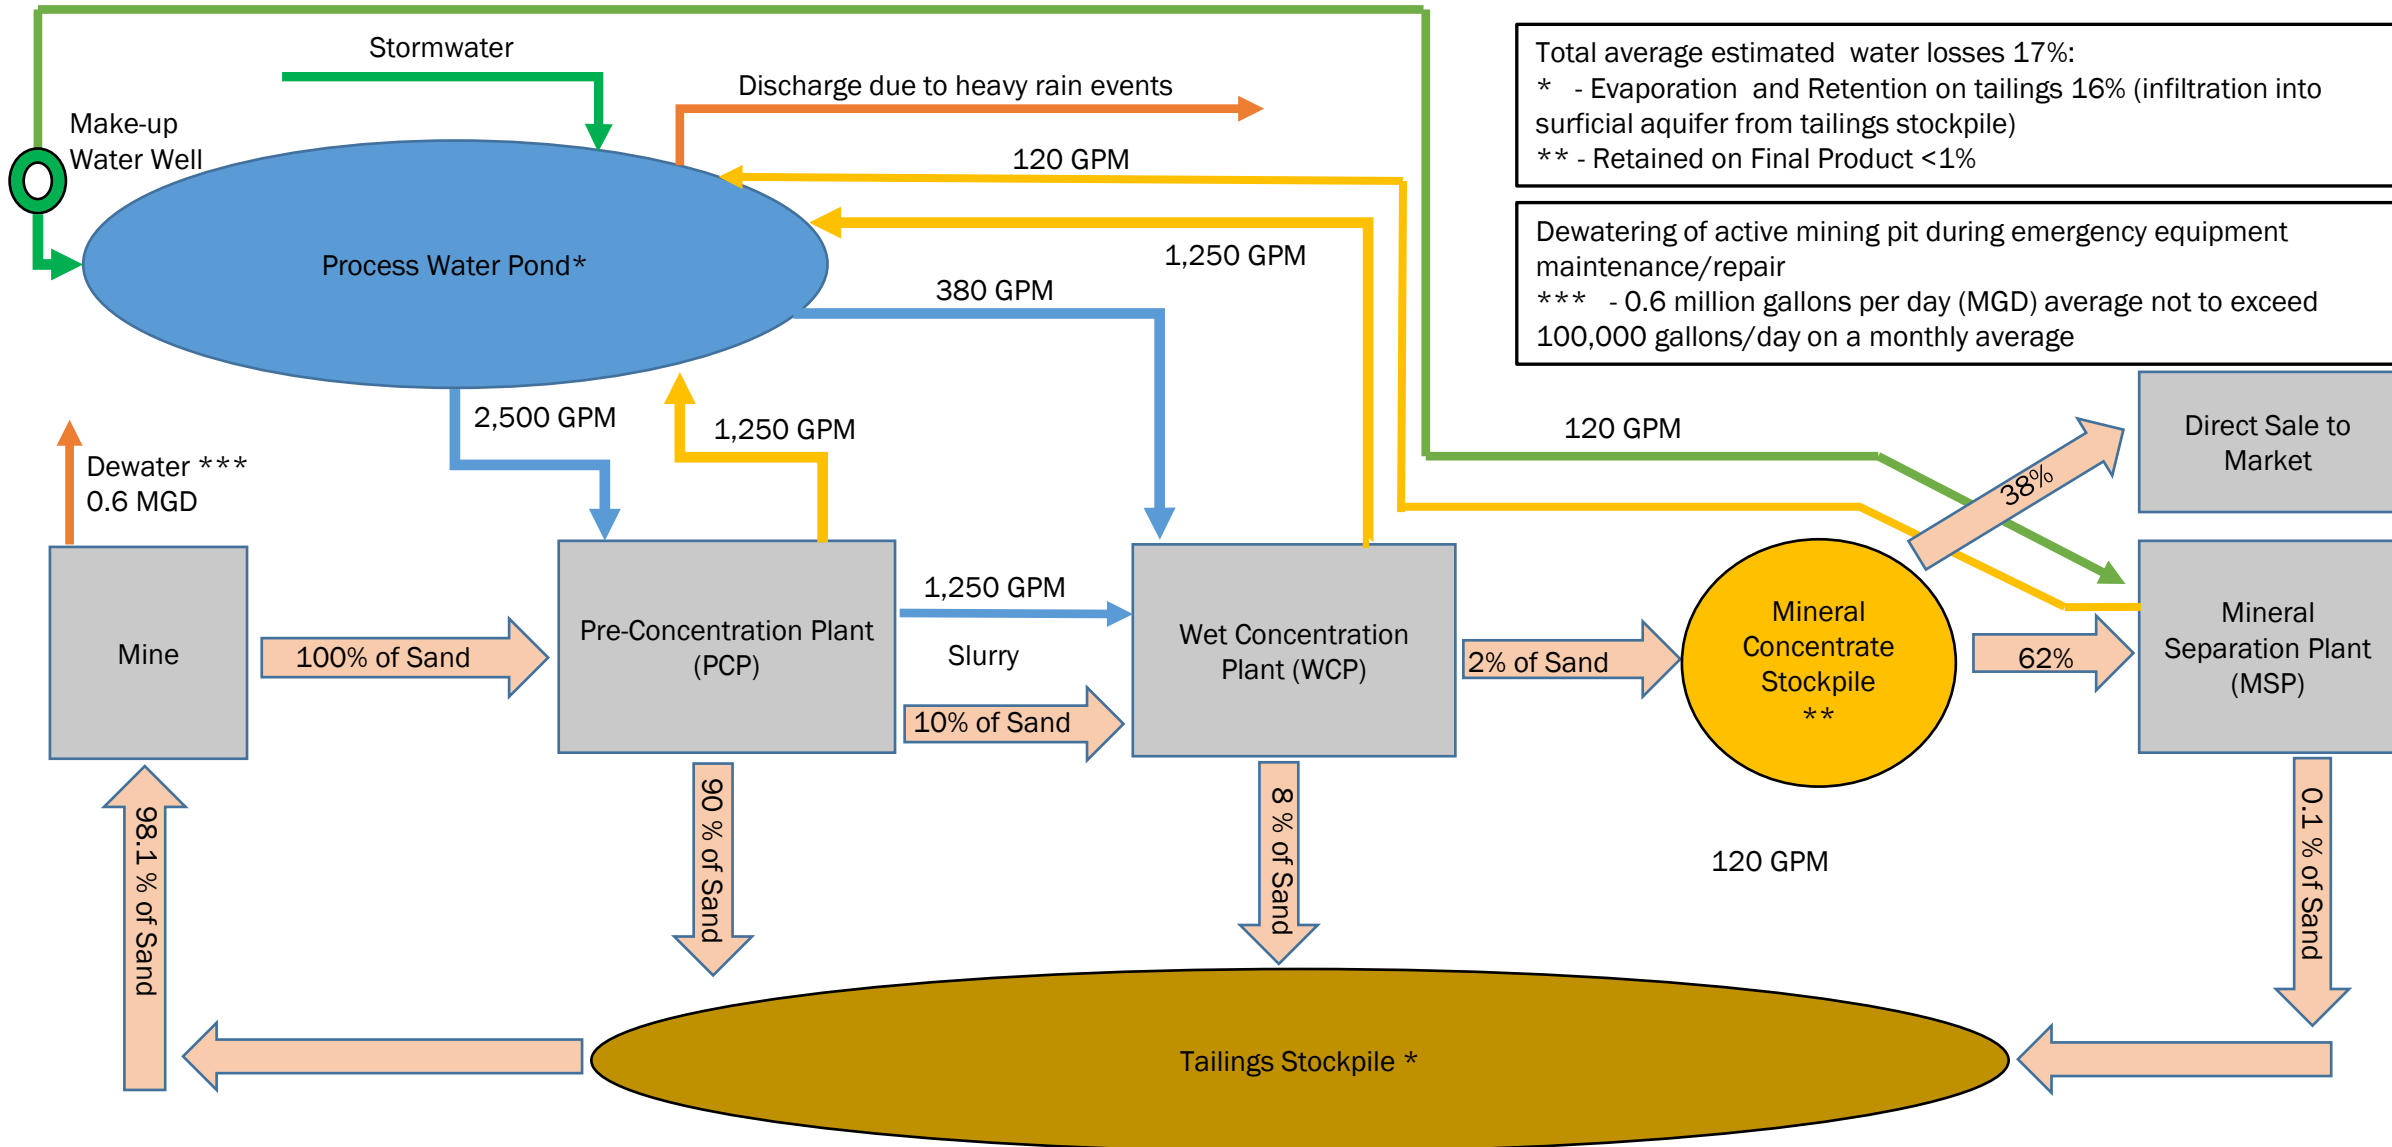 Stormwater
Discharge due to heavy rain events
Make-up
Water Well
120 GPM
Total average estimated  water losses 17%:
*   - Evaporation  and Retention on tailings 16% (infiltration into
surficial aquifer from tailings stockpile)
** - Retained on Final Product <1%
Process Water Pond*
1,250 GPM
380 GPM
Dewatering of active mining pit during emergency equipment
maintenance/repair
***   - 0.6 million gallons per day (MGD) average not to exceed
100,000 gallons/day on a monthly average
2,500 GPM
1,250 GPM
120 GPM
Direct Sale to
Market
Dewater ***
0.6 MGD
38%
Mine
100% of Sand
Pre-Concentration Plant
(PCP)
1,250 GPM
Slurry
10% of Sand
Wet Concentration
Plant (WCP)
2% of Sand
Mineral
Concentrate
Stockpile
**
62%
Mineral
Separation Plant
(MSP)
98.1 % of Sand
90 % of Sand
8 % of Sand
120 GPM
0.1 % of Sand
Tailings Stockpile *